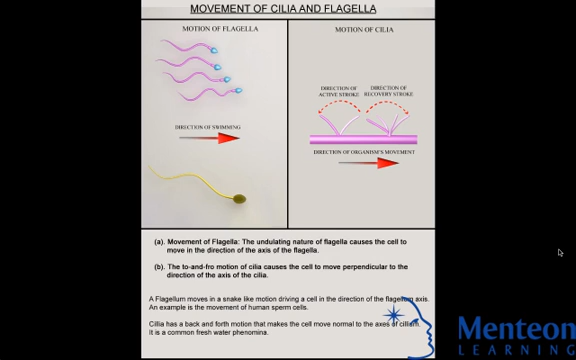 MOVEMENT OF CILIA AND FLAGELLA
MOTION OF FLAGELLA
DIRECTION OF SWIMMING
MOTION OF CILIA
DIRECTION OF
ACTIVE STROKE
DIRECTION OF
RECOVERY STROKE
DIRECTION OF ORGANISM'S MOVEMENT
(a). Movement of Flagella: The undulating nature of flagella causes the cell to
move in the direction of the axis of the flagella.
(b). The to-and-fro motion of cilia causes the cell to move perpendicular to the
direction of the axis of the cilia.
A Flagellum moves in a snake like motion driving a cell in the direction of the flagellum axis.
An example is the movement of human sperm cells.
Cillia has a back and forth motion that makes the cell move normal to the axes of cillium.
It is a common fresh water phenomina.
Menteon
LEARNING